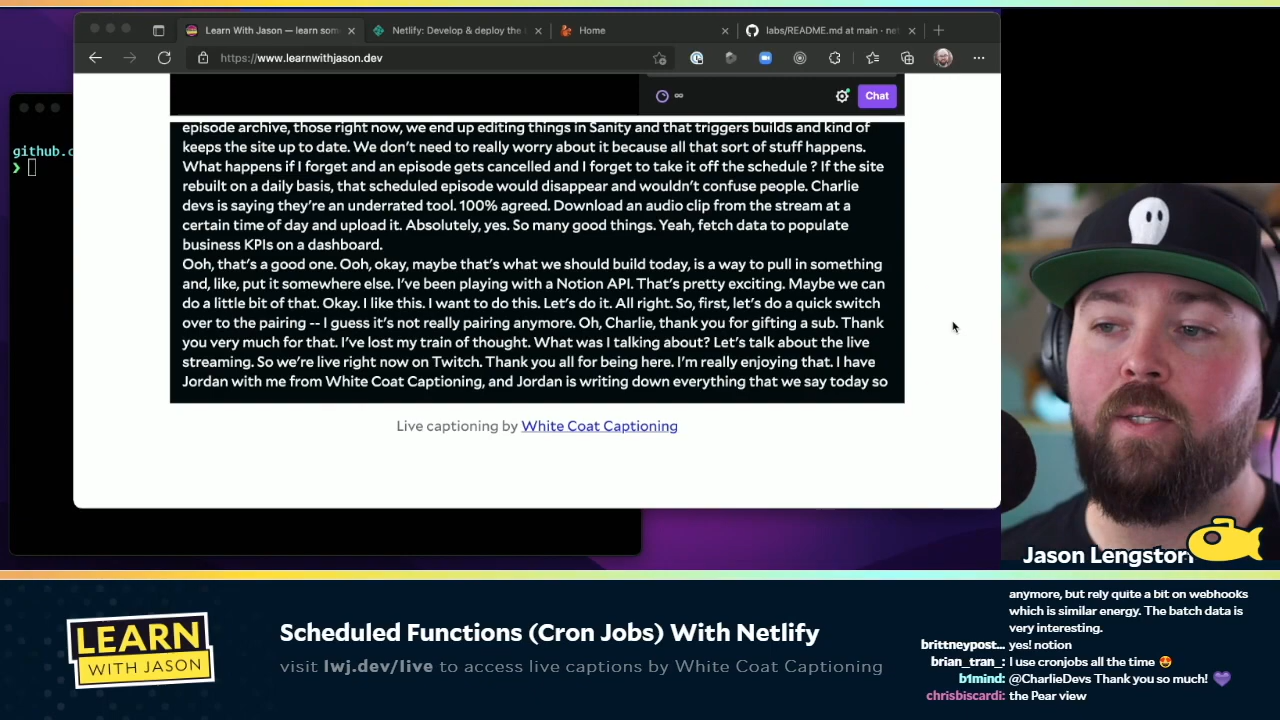 Learn With Jason — learn som
Netlify: Develop & deploy the
Home
labs/README.md at main · ne
https://www.learnwithjason.dev
Chat
github.c
❯
episode archive, those right now, we end up editing things in Sanity and that triggers builds and kind of
keeps the site up to date. We don't need to really worry about it because all that sort of stuff happens.
What happens if I forget and an episode gets cancelled and I forget to take it off the schedule ? If the site
rebuilt on a daily basis, that scheduled episode would disappear and wouldn't confuse people. Charlie
devs is saying they're an underrated tool. 100% agreed. Download an audio clip from the stream at a
certain time of day and upload it. Absolutely, yes. So many good things. Yeah, fetch data to populate
business KPIs on a dashboard.
Ooh, that's a good one. Ooh, okay, maybe that's what we should build today, is a way to pull in something
and, like, put it somewhere else. I've been playing with a Notion API. That's pretty exciting. Maybe we can
do a little bit of that. Okay. I like this. I want to do this. Let's do it. All right. So, first, let's do a quick switch
over to the pairing -- I guess it's not really pairing anymore. Oh, Charlie, thank you for gifting a sub. Thank
you very much for that. I've lost my train of thought. What was I talking about? Let's talk about the live
streaming. So we're live right now on Twitch. Thank you all for being here. I'm really enjoying that. I have
Jordan with me from White Coat Captioning, and Jordan is writing down everything that we say today so
Live captioning by White Coat Captioning
Jason Lengstorf
LEARN
WITH JASON
Scheduled Functions (Cron Jobs) With Netlify
visit lwj.dev/live to access live captions by White Coat Captioning
anymore, but rely quite a bit on webhooks
which is similar energy. The batch data is
very interesting.
brittneypost... yes! notion
brian_tran_: I use cronjobs all the time 🤩
b1mind: @CharlieDevs Thank you so much! 💜
chrisbiscardi: the Pear view